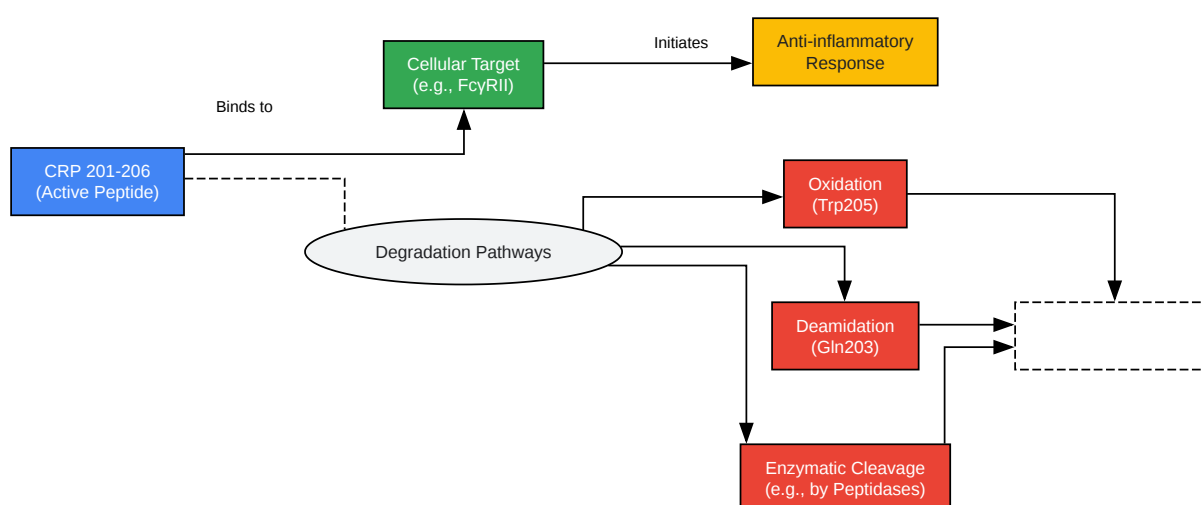 Anti-inflammatory
Response
Initiates
Cellular Target
(e.g., FcγRII)
Binds to
CRP 201-206
(Active Peptide)
Oxidation
(Trp205)
Degradation Pathways
Deamidation
(Gln203)
Enzymatic Cleavage
(e.g., by Peptidases)